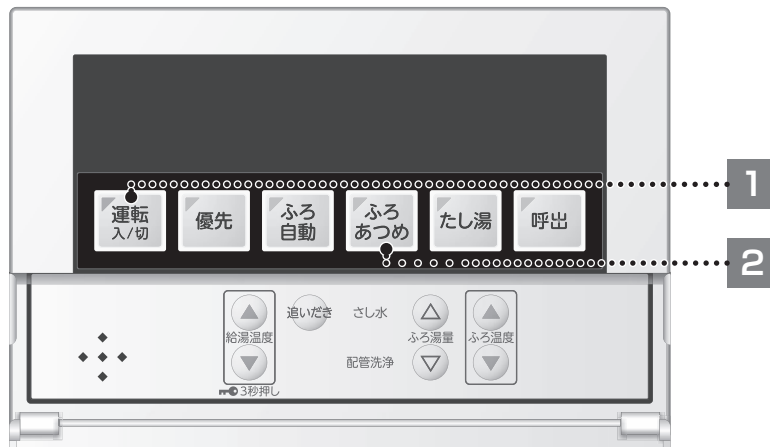 運転
入/切
優先
ふろ
自動
ふろ
あつめ
たし湯
呼出
1
2
給湯温度
3秒押し
追いだき
さし水
配管洗浄
ふろ湯量
ふろ温度